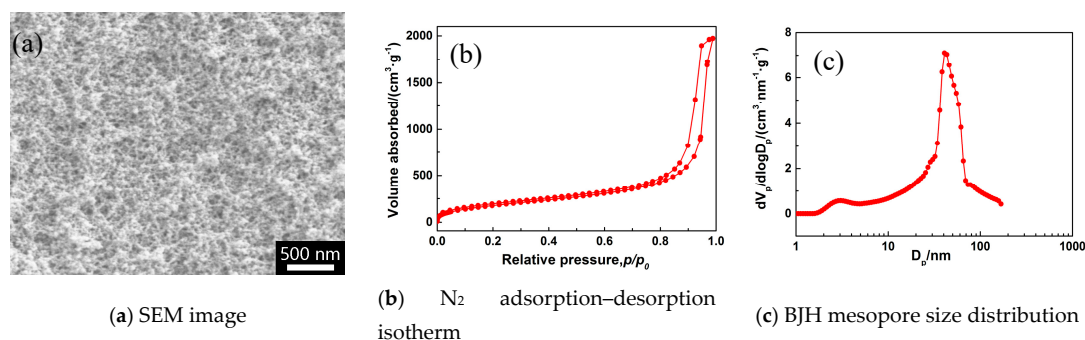 (a)
500 nm
(b)
Volume absorbed/(cm³·g⁻¹)
2000
1500
1000
500
0
0.0 0.2 0.4 0.6 0.8 1.0
Relative pressure,p/p₀
(c)
dVₚ/dlogDₚ/(cm³·nm⁻¹·g⁻¹)
8
6
4
2
0
1 10 100 1000
Dₚ/nm
(a) SEM image
(b) N₂ adsorption–desorption
isotherm
(c) BJH mesopore size distribution